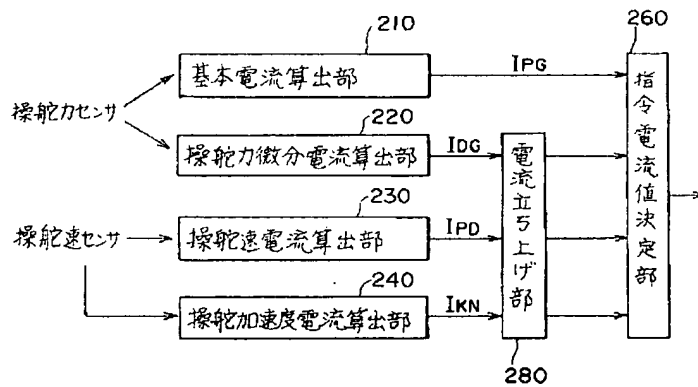 210
260
基本電流算出部
IPG
操舵力センサ
220
操舵力微分電流算出部
IDG
230
操舵速センサ
操舵速電流算出部
IPD
240
操舵加速度電流算出部
IKN
電流立ち上げ部
280
指令電流値決定部